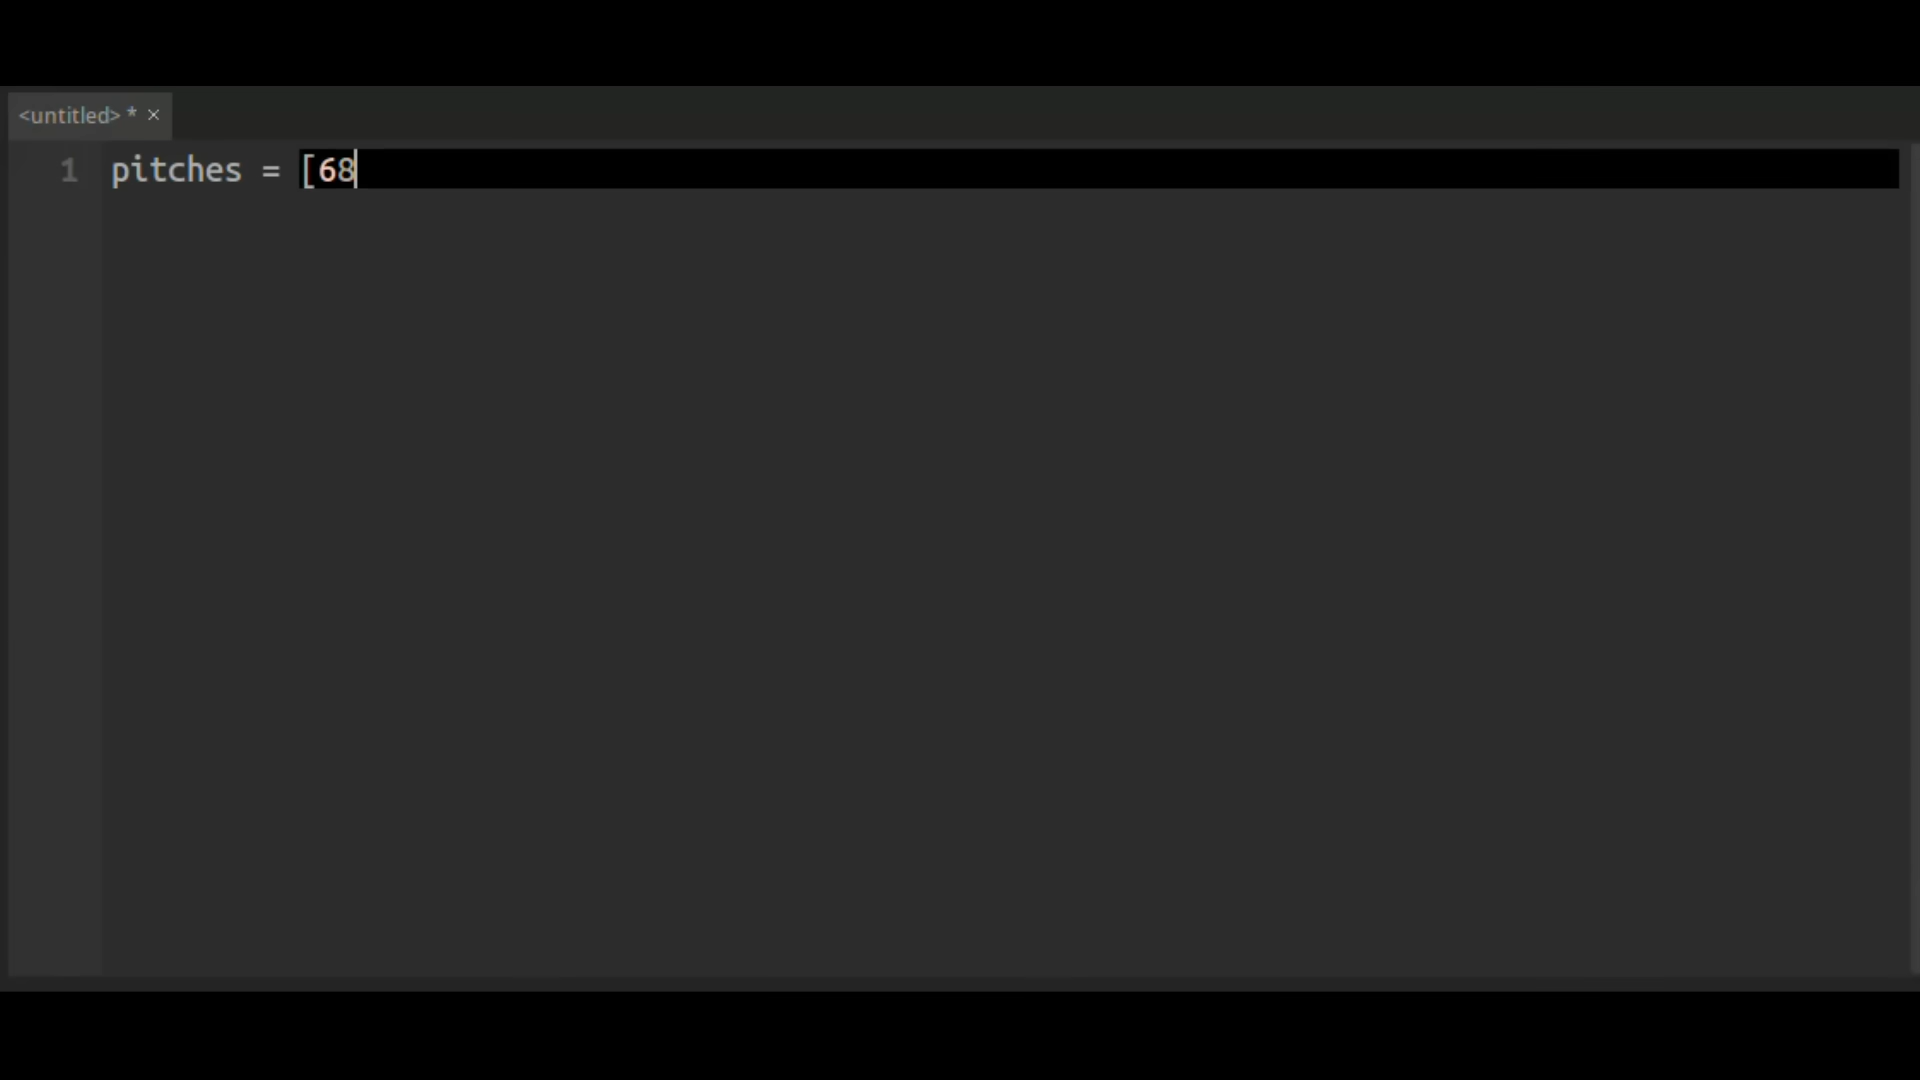 <untitled> * ×
1 pitches = [68